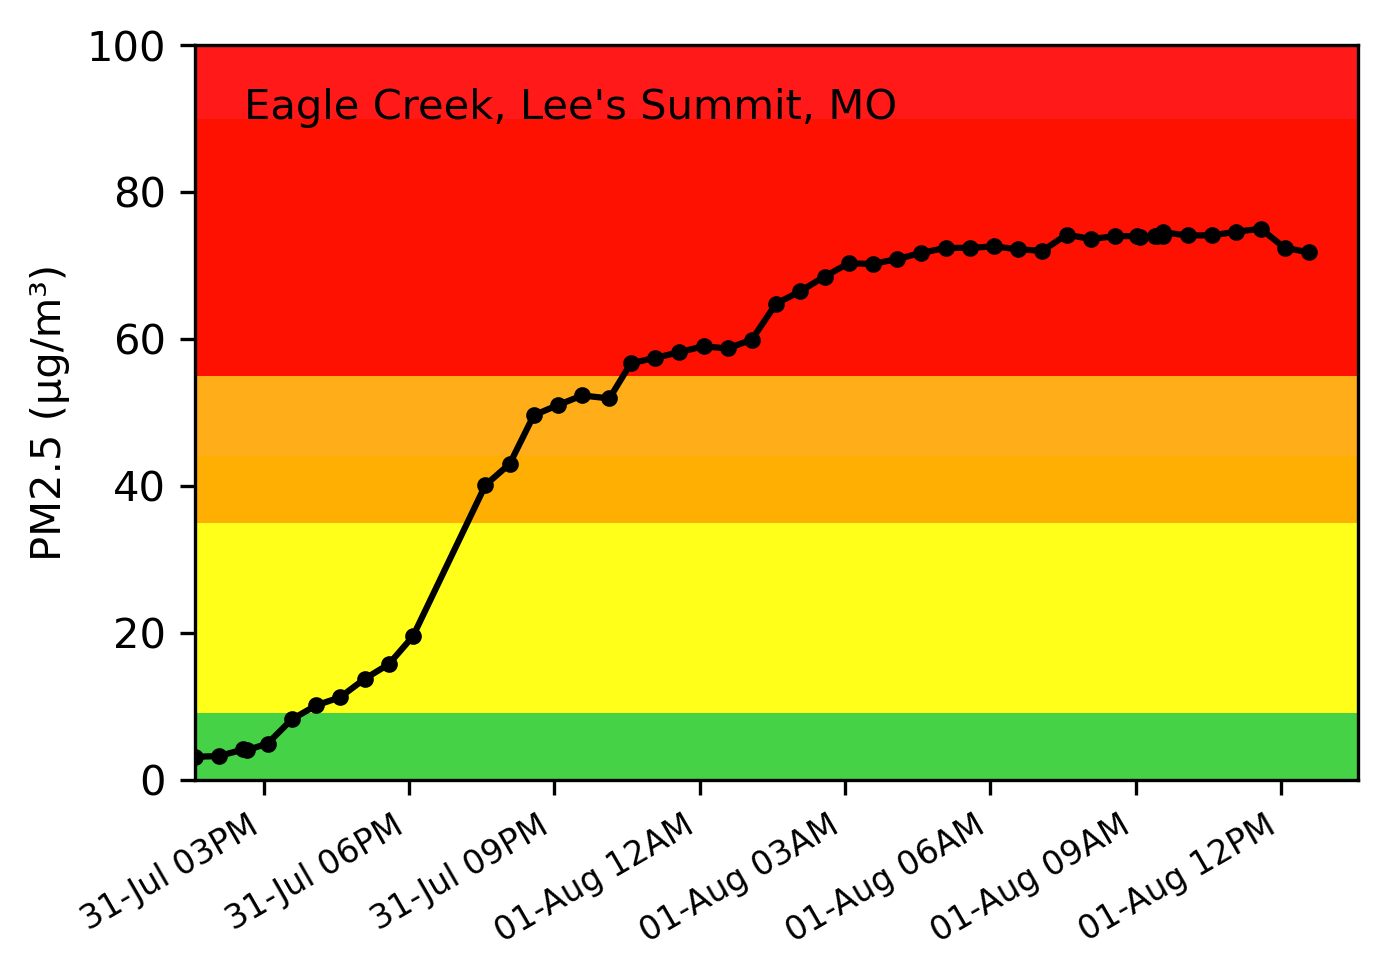 Eagle Creek, Lee's Summit, MO
PM2.5 (µg/m³)
100
80
60
40
20
0
31-Jul 03PM
31-Jul 06PM
31-Jul 09PM
01-Aug 12AM
01-Aug 03AM
01-Aug 06AM
01-Aug 09AM
01-Aug 12PM